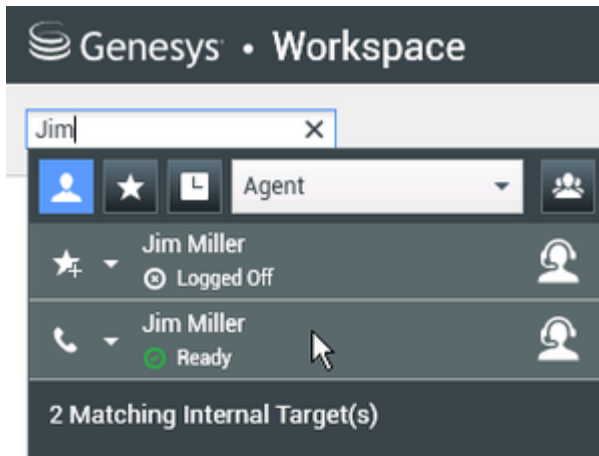 Genesys • Workspace
Jim
Agent
Jim Miller
Logged Off
Jim Miller
Ready
2 Matching Internal Target(s)